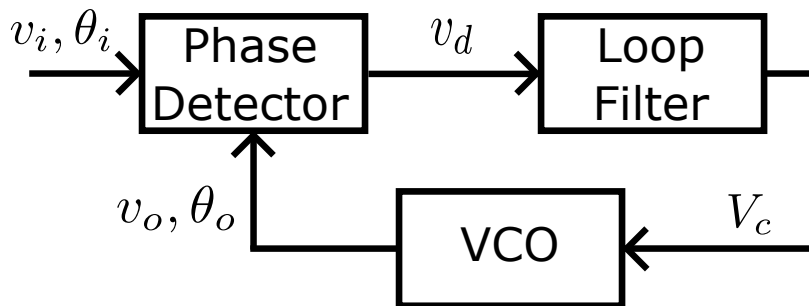 v_i, θ_i
Phase
Detector
v_d
Loop
Filter
v_o, θ_o
VCO
V_c